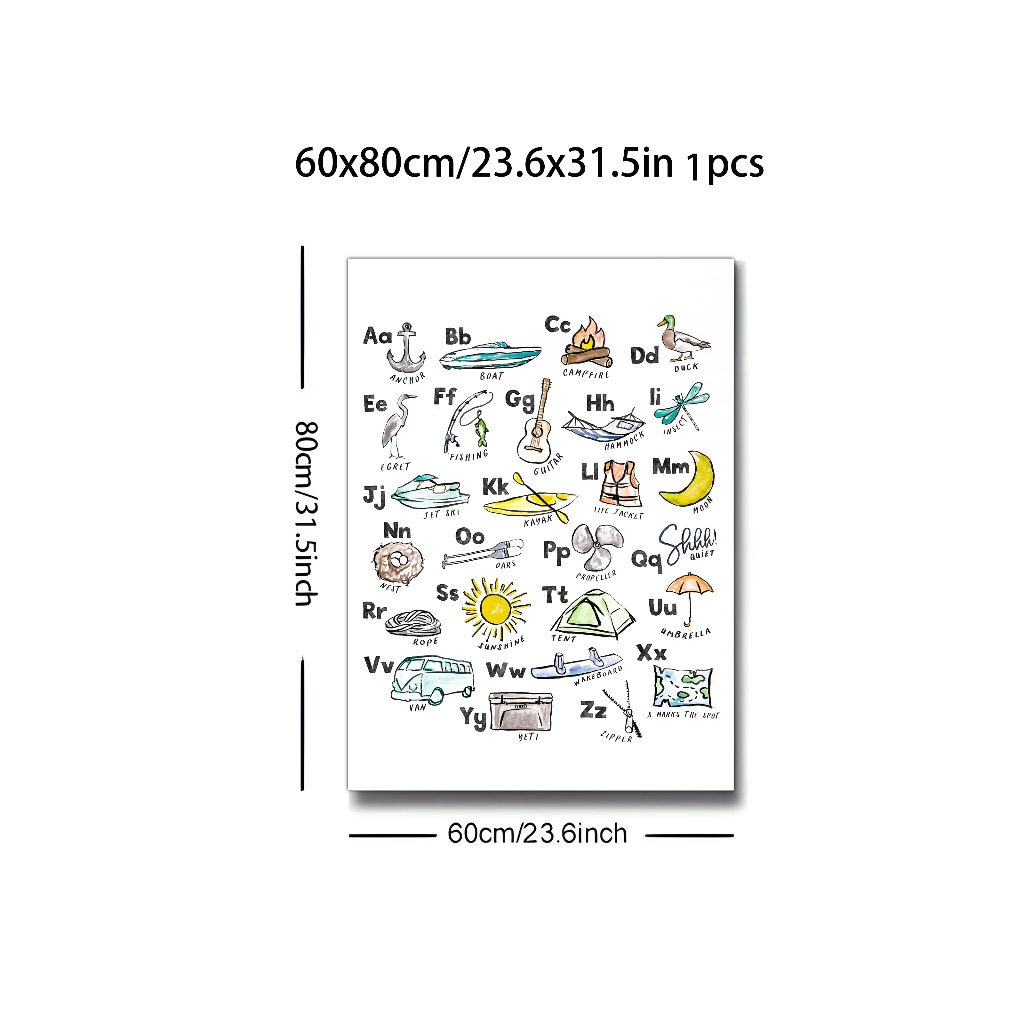 60x80cm/23.6x31.5in 1pcs
80cm/31.5inch
Aa
ANCHOR
Bb
BOAT
Cc
CAMPFIRE
Dd
DUCK
Ee
EGRET
Ff
FISHING
Gg
GUITAR
Hh
HAMMOCK
Ii
INSECT
Jj
JET SKI
Kk
KAYAK
Ll
LIFE JACKET
Mm
MOON
Nn
NEST
Oo
OARS
Pp
PROPELLER
Qq
Shhh!
QUIET
Rr
ROPE
Ss
SUNSHINE
Tt
TENT
Uu
UMBRELLA
Vv
VAN
Ww
WAKEBOARD
Xx
X MARKS THE SPOT
Yy
YETI
Zz
ZIPPER
60cm/23.6inch